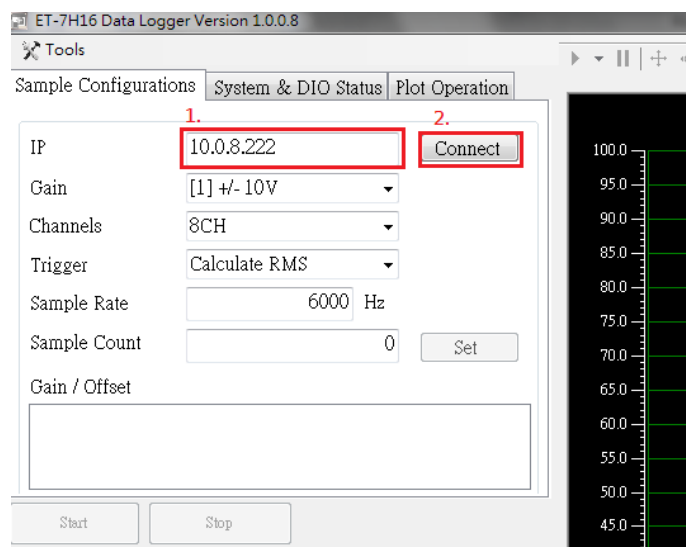 ET-7H16 Data Logger Version 1.0.0.8
Tools
Sample Configurations System & DIO Status Plot Operation
1. 2.
IP 10.0.8.222 Connect
Gain [1] +/- 10V
Channels 8CH
Trigger Calculate RMS
Sample Rate 6000 Hz
Sample Count 0 Set
Gain / Offset
Start Stop
100.0
95.0
90.0
85.0
80.0
75.0
70.0
65.0
60.0
55.0
50.0
45.0